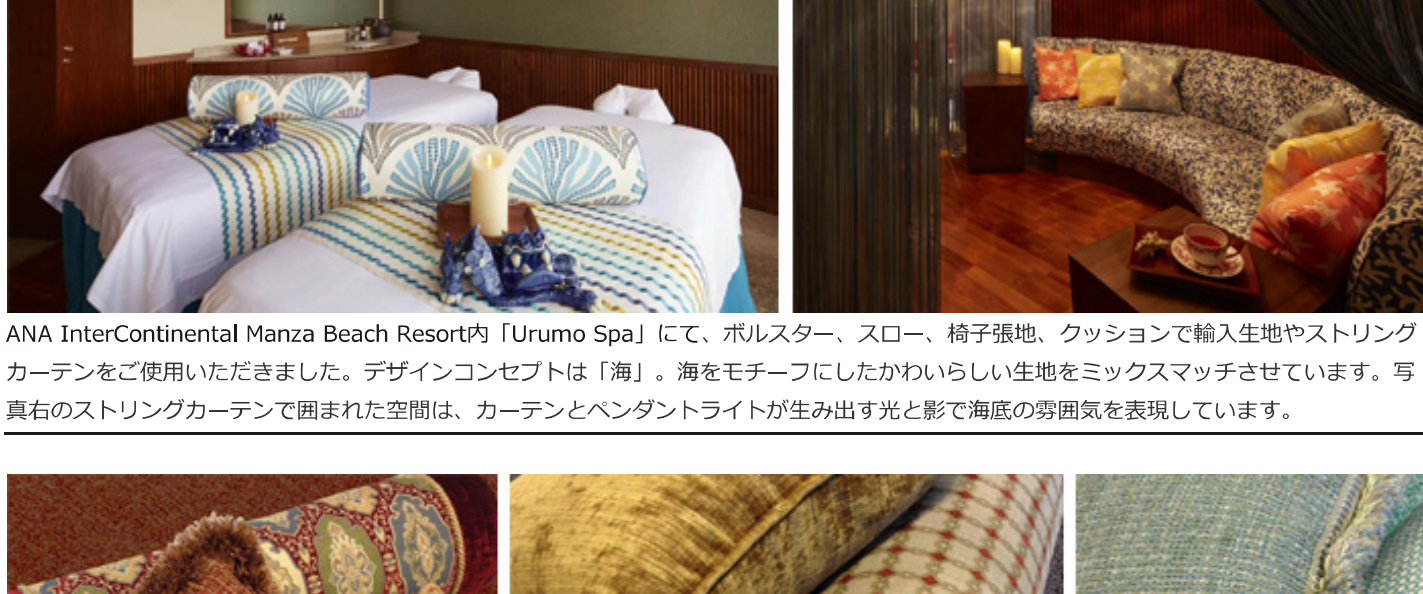 ANA InterContinental Manza Beach Resort内「Urumo Spa」にて、ボルスター、スロー、椅子張地、クッションで輸入生地やストリング
カーテンをご使用いただきました。デザインコンセプトは「海」。海をモチーフにしたかわいらしい生地をミックスマッチさせています。写
真右のストリングカーテンで囲まれた空間は、カーテンとペンダントライトが生み出す光と影で海底の雰囲気を表現しています。